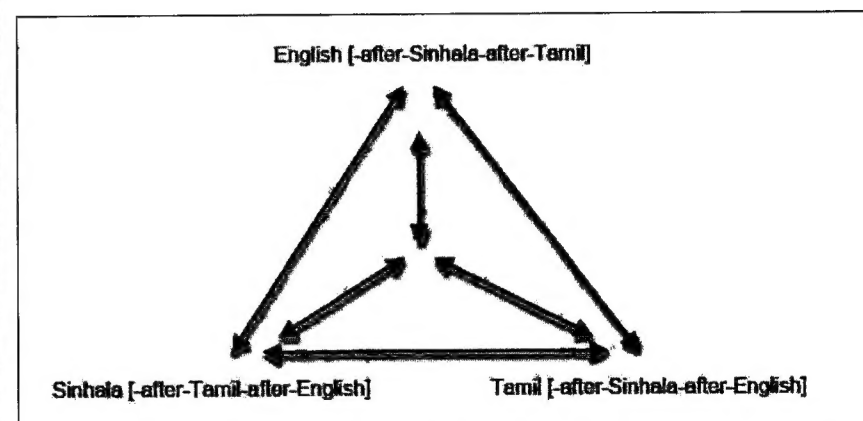 English [-after-Sinhala-after-Tamil]
Sinhala [-after-Tamil-after-English]
Tamil [-after-Sinhala-after-English]